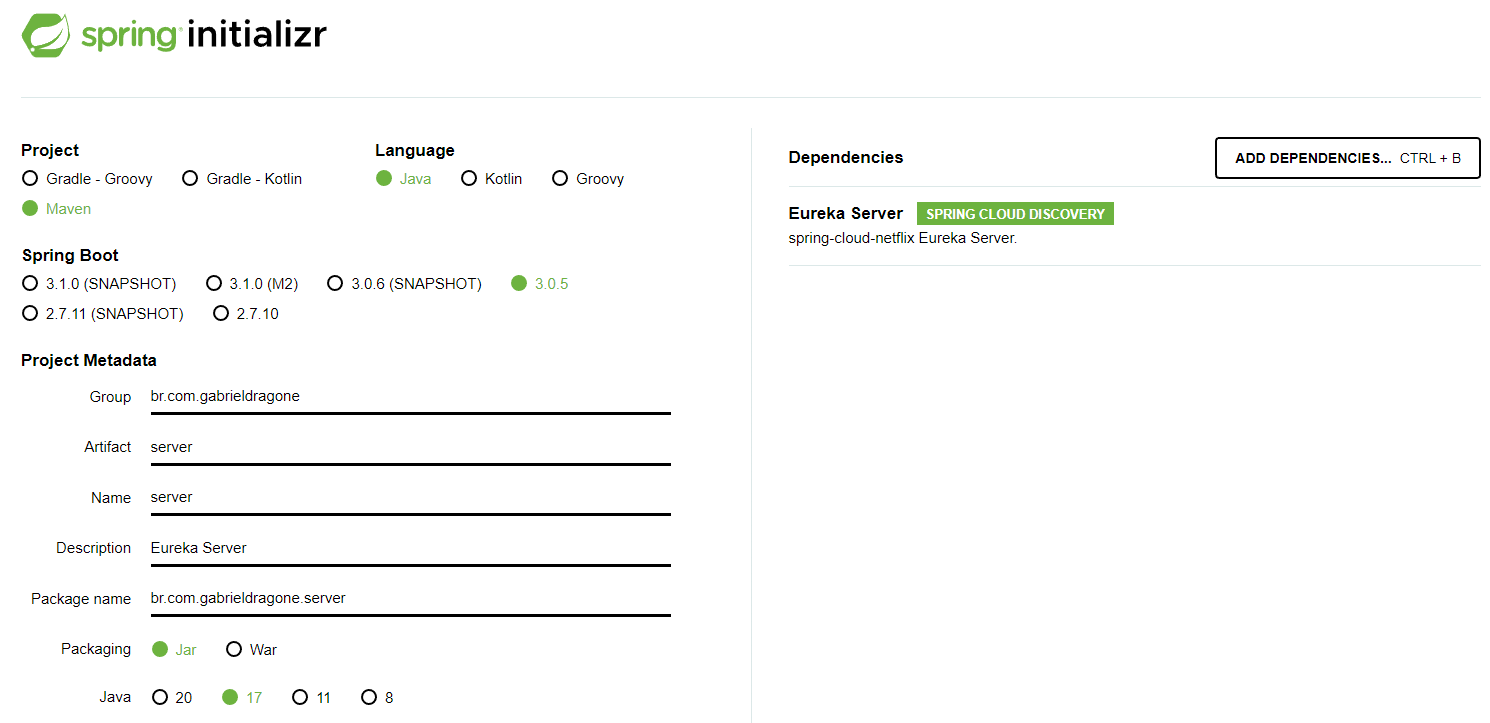 spring initializr
Project
Gradle - Groovy Gradle - Kotlin
Maven
Language
Java Kotlin Groovy
Spring Boot
3.1.0 (SNAPSHOT) 3.1.0 (M2) 3.0.6 (SNAPSHOT) 3.0.5
2.7.11 (SNAPSHOT) 2.7.10
Project Metadata
Group br.com.gabrieldragone
Artifact server
Name server
Description Eureka Server
Package name br.com.gabrieldragone.server
Packaging Jar War
Java 20 17 11 8
Dependencies ADD DEPENDENCIES... CTRL + B
Eureka Server SPRING CLOUD DISCOVERY
spring-cloud-netflix Eureka Server.